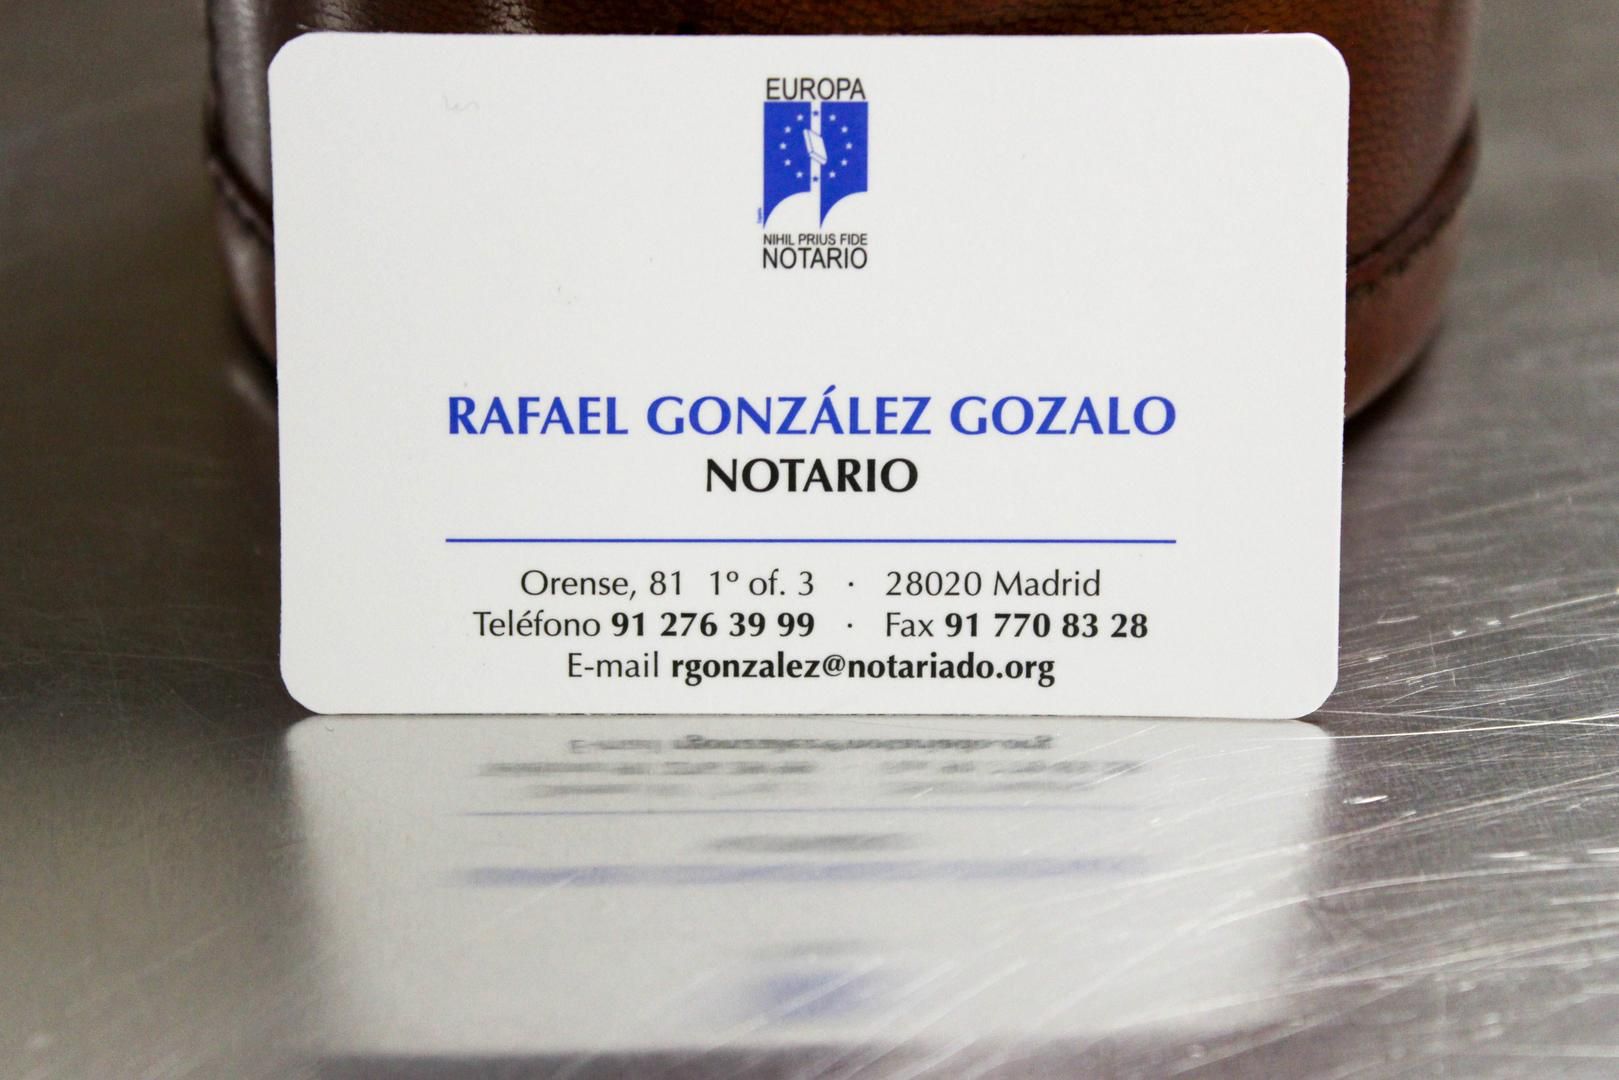 EUROPA
NIHIL PRIUS FIDE
NOTARIO
RAFAEL GONZÁLEZ GOZALO
NOTARIO
Orense, 81 1º of. 3 · 28020 Madrid
Teléfono 91 276 39 99 · Fax 91 770 83 28
E-mail rgonzalez@notariado.org